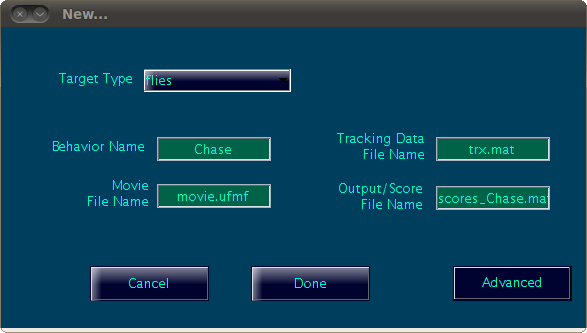 New...
Target Type flies
Behavior Name Chase
Tracking Data
File Name trx.mat
Movie
File Name movie.ufmf
Output/Score
File Name scores_Chase.mat
Cancel Done Advanced